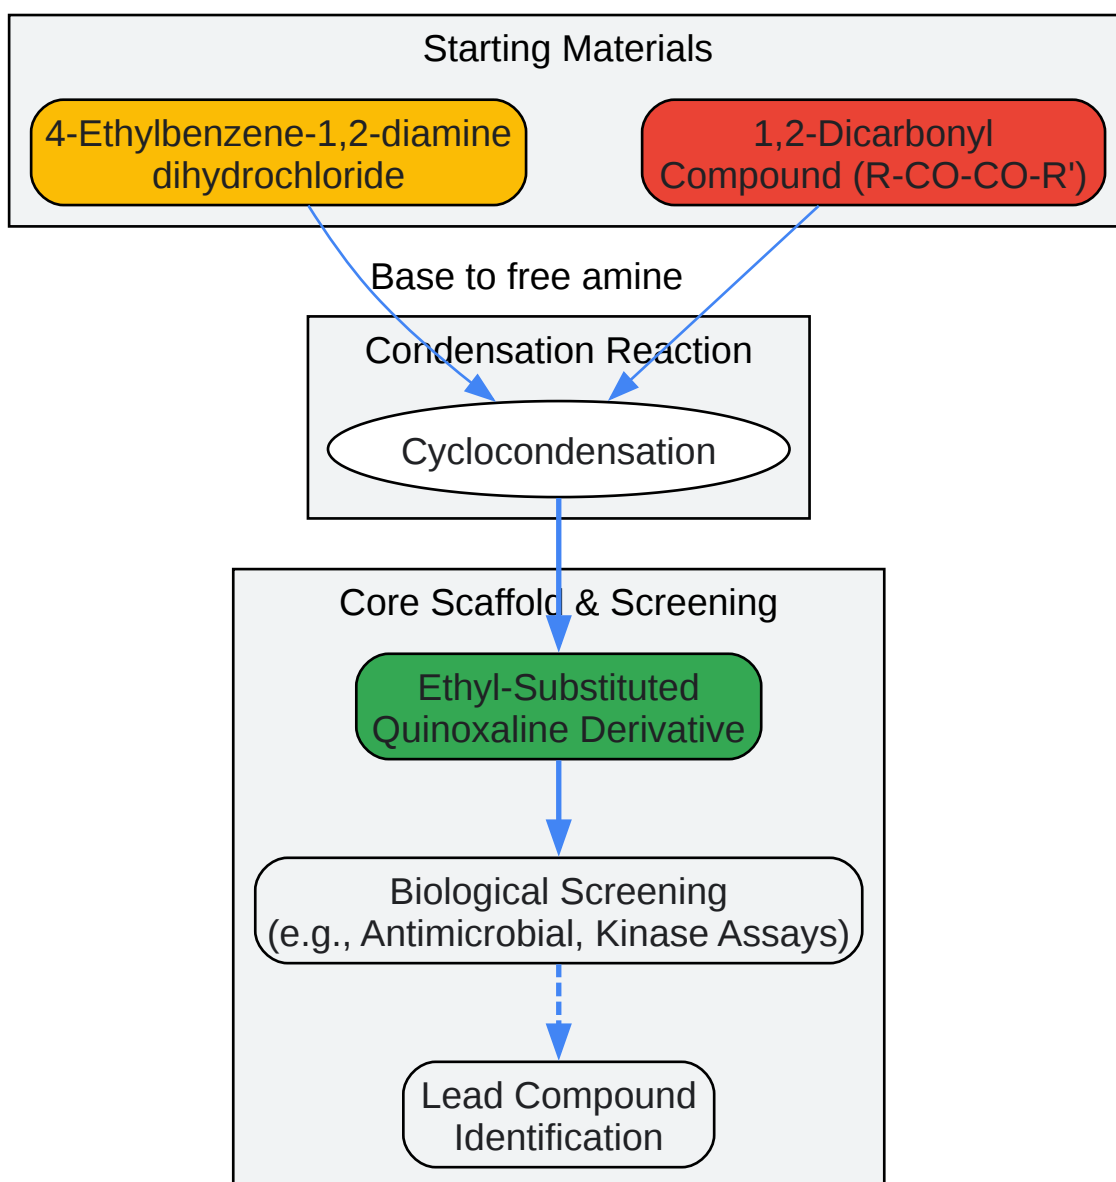 Starting Materials
4-Ethylbenzene-1,2-diamine
dihydrochloride
1,2-Dicarbonyl
Compound (R-CO-CO-R')
Base to free amine
Condensation Reaction
Cyclocondensation
Core Scaffold & Screening
Ethyl-Substituted
Quinoxaline Derivative
Biological Screening
(e.g., Antimicrobial, Kinase Assays)
Lead Compound
Identification